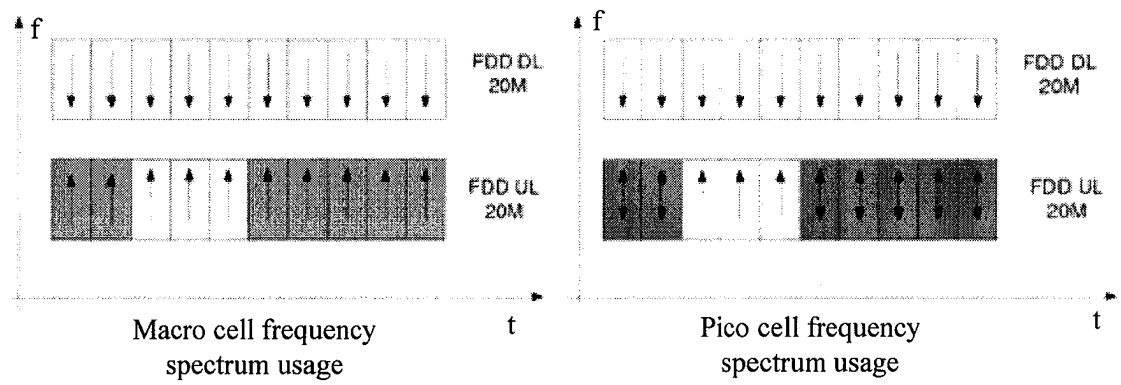 f
FDD DL
20M
FDD UL
20M
t
Macro cell frequency
spectrum usage
f
FDD DL
20M
FDD UL
20M
t
Pico cell frequency
spectrum usage